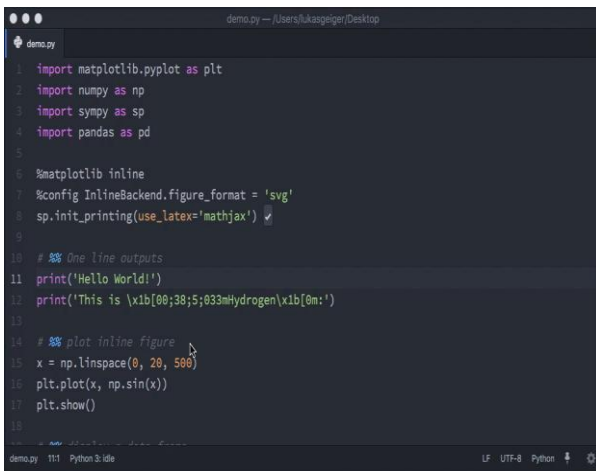 demo.py — /Users/lukasgeiger/Desktop
demo.py
1 import matplotlib.pyplot as plt
2 import numpy as np
3 import sympy as sp
4 import pandas as pd
5
6 %matplotlib inline
7 %config InlineBackend.figure_format = 'svg'
8 sp.init_printing(use_latex='mathjax') ✓
9
10 # %% One line outputs
11 print('Hello World!')
12 print('This is \x1b[00;38;5;033mHydrogen\x1b[0m:')
13
14 # %% plot inline figure
15 x = np.linspace(0, 20, 500)
16 plt.plot(x, np.sin(x))
17 plt.show()
18
# %% display a data frame
demo.py 11:1 Python 3: idle LF UTF-8 Python